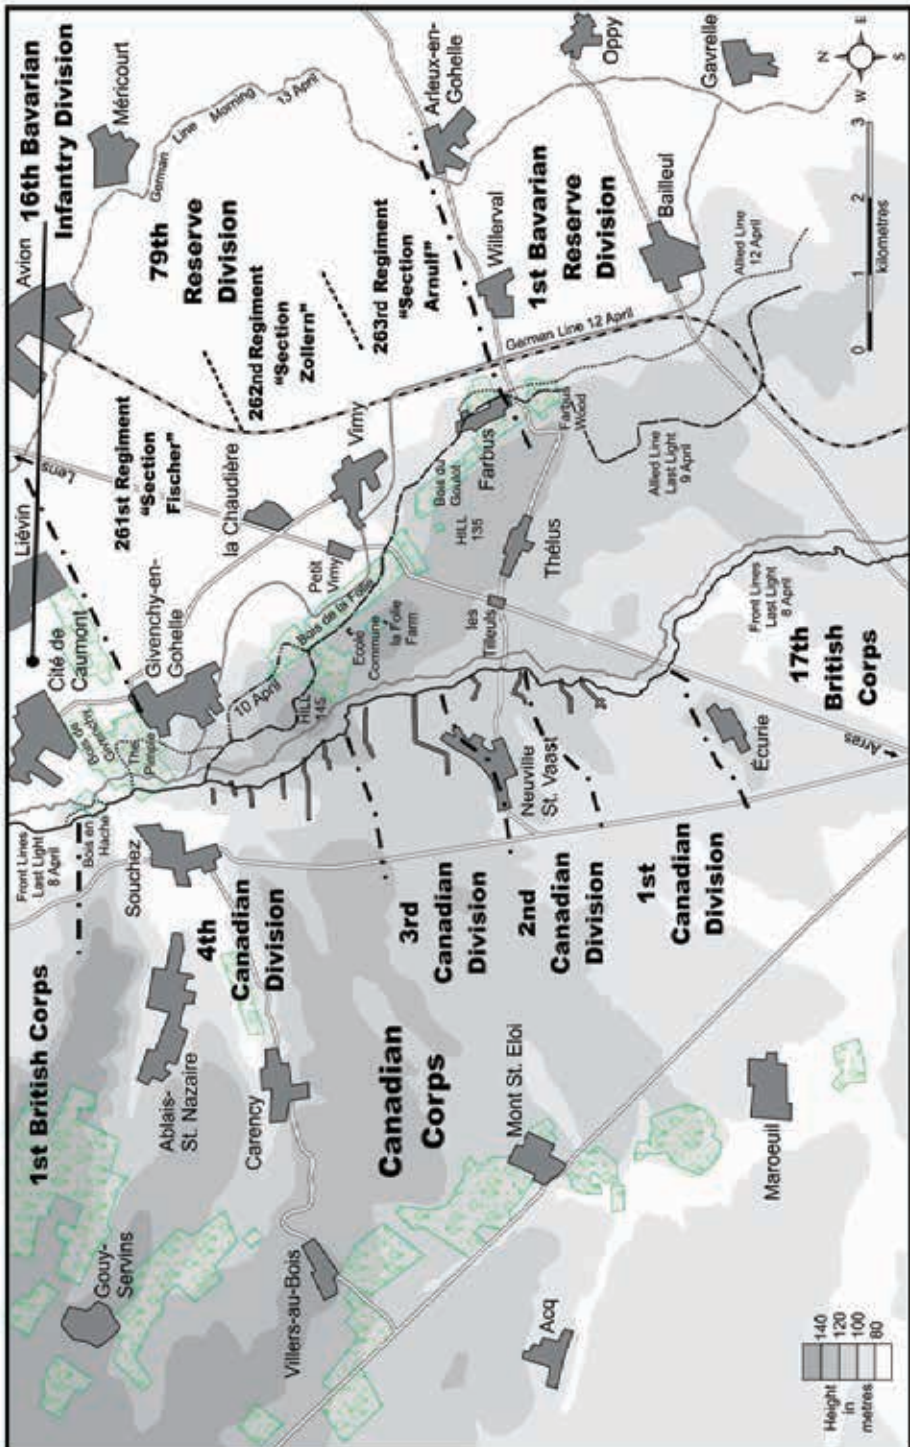 16th Bavarian
Infantry Division
Avion
Méricourt
German Line Morning 13 April
79th
Reserve
Division
Arleux-en-
Gohelle
Oppy
Gavrelle
N
E
S
W
3
2
1
0
kilometres
Liévin
Lens
261st Regiment
"Section
Fischer"
262nd Regiment
"Section
Zollern"
263rd Regiment
"Section
Arnulf"
Willerval
1st Bavarian
Reserve
Division
Bailleul
Allied Line
12 April
German Line 12 April
Cité de
Caumont
Givenchy-en-
Gohelle
la Chaudière
Vimy
Petit
Vimy
Bois de la Folie
Bois du
Goulot
Farbus
Farbus
Wood
HILL
135
Allied Line
Last Light
9 April
Bois de
Givenchy
The
Pimple
10 April
HILL
145
Ecole
Commune
la Folie
Farm
les
Tilleuls
Thélus
Front Lines
Last Light
8 April
17th
British
Corps
Front Lines
Last Light
8 April
Bois en
Hache
Souchez
Neuville
St. Vaast
Écurie
Arras
1st British Corps
4th
Canadian
Division
3rd
Canadian
Division
2nd
Canadian
Division
1st
Canadian
Division
Ablais-
St. Nazaire
Carency
Canadian
Corps
Mont St. Eloi
Maroeuil
Gouy-
Servins
Villers-au-Bois
Acq
Height
in
metres
140
120
100
80